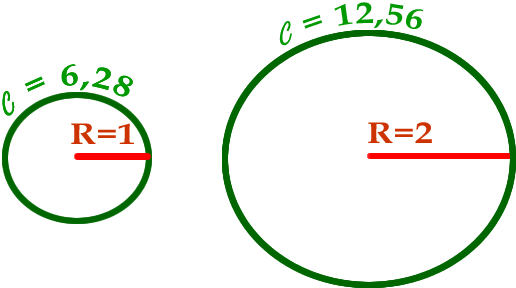 𝒞 = 6,28
R=1
𝒞 = 12,56
R=2